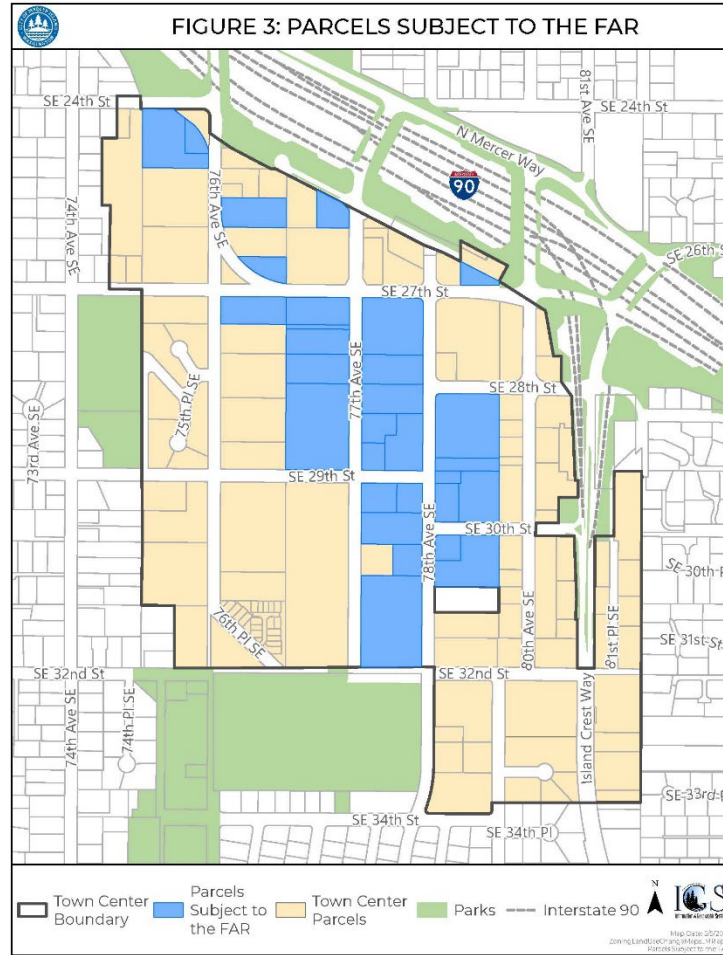 FIGURE 3: PARCELS SUBJECT TO THE FAR
SE 24th St
81st Ave SE
SE 24th St
N Mercer Way
90
74th Ave SE
76th Ave SE
SE 26th St
SE 27th St
77th Ave SE
SE 28th St
75th Pl SE
73rd Ave SE
SE 29th St
78th Ave SE
SE 30th St
SE 30th P
80th Ave SE
81st Pl SE
76th Pl SE
SE 31st St
SE 32nd St
SE 32nd St
74th Ave SE
74th Pl SE
Island Crest Way
SE 33rd P
SE 34th St
SE 34th Pl
Town Center
Boundary
Parcels
Subject to
the FAR
Town Center
Parcels
Parks
Interstate 90
N